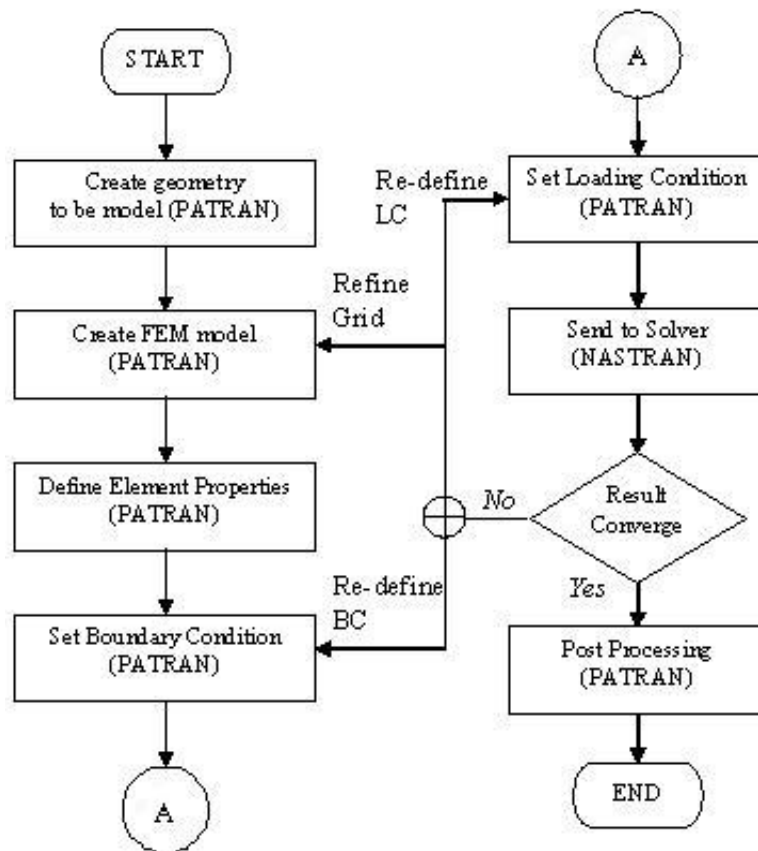 START
Create geometry
to be model (PATRAN)
Create FEM model
(PATRAN)
Define Element Properties
(PATRAN)
Set Boundary Condition
(PATRAN)
A
Re-define
LC
Refine
Grid
Re-define
BC
A
Set Loading Condition
(PATRAN)
Send to Solver
(NASTRAN)
Result
Converge
No
Yes
Post Processing
(PATRAN)
END